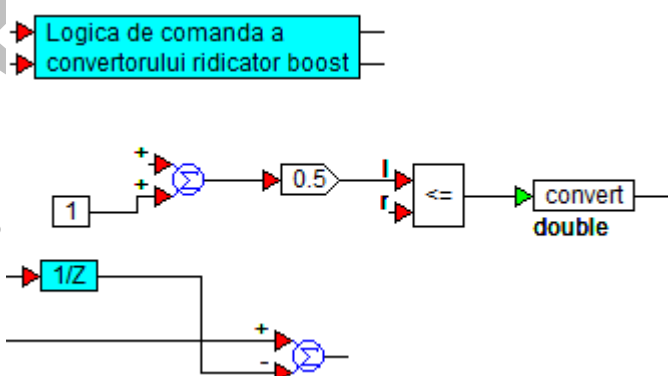 Logica de comanda a
convertorului ridicator boost
+
+
Σ
1
0.5
l
r
<=
convert
double
1/Z
+
-
Σ